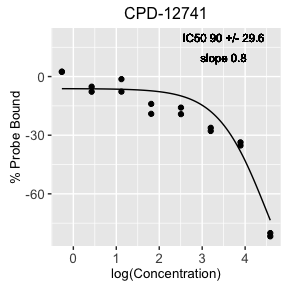 CPD-12741
IC50 90 +/- 29.6
slope 0.8
% Probe Bound
0
-30
-60
0 1 2 3 4
log(Concentration)